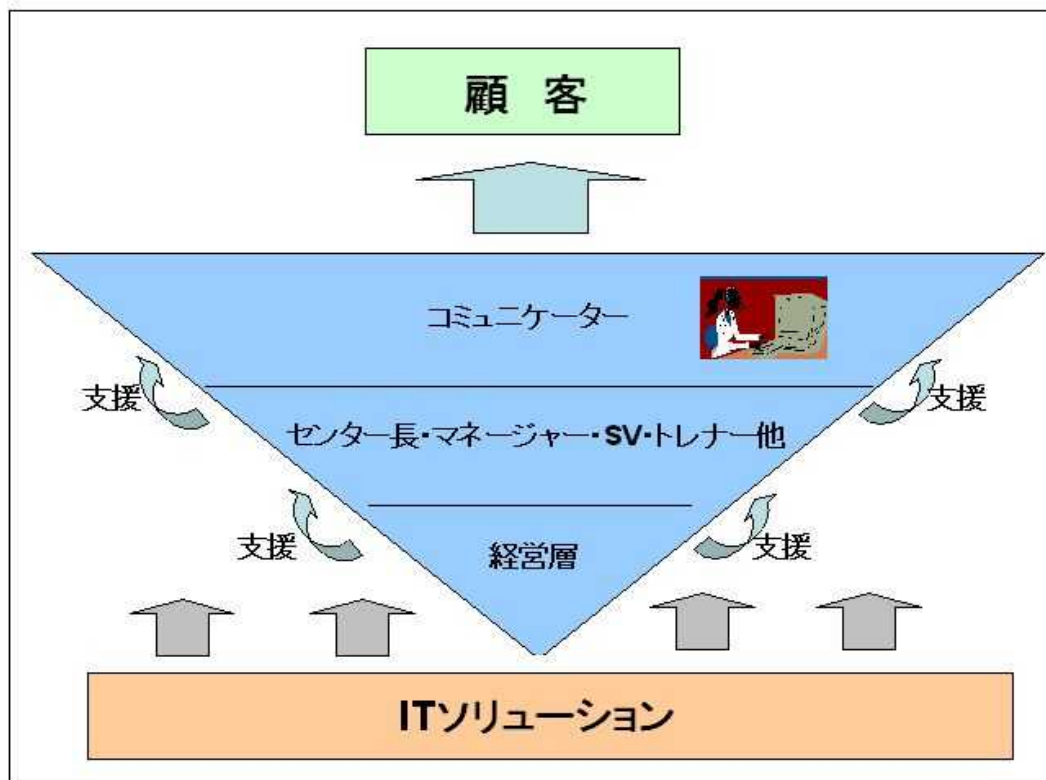 顧 客
コミュニケーター
支援
支援
センター長・マネージャー・SV・トレナー他
支援
支援
経営層
ITソリューション